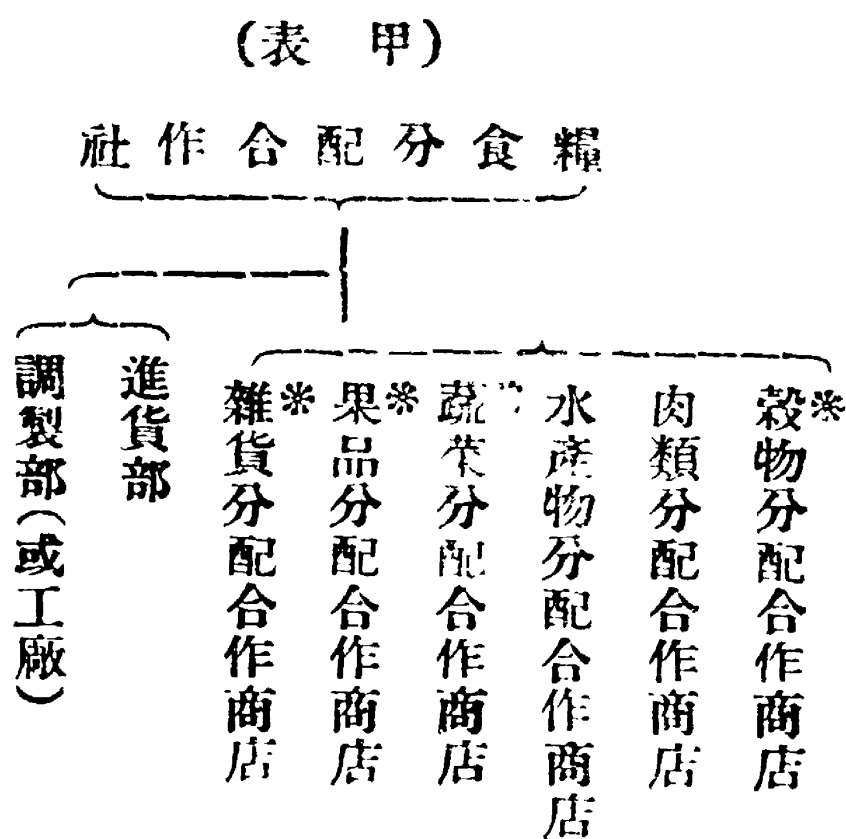 (表 甲)
糧食分配合作社
穀物分配合作商店※
肉類分配合作商店
水產物分配合作商店
蔬菜分配合作商店※
果品分配合作商店※
雜貨分配合作商店※
進貨部
調製部(或工廠)